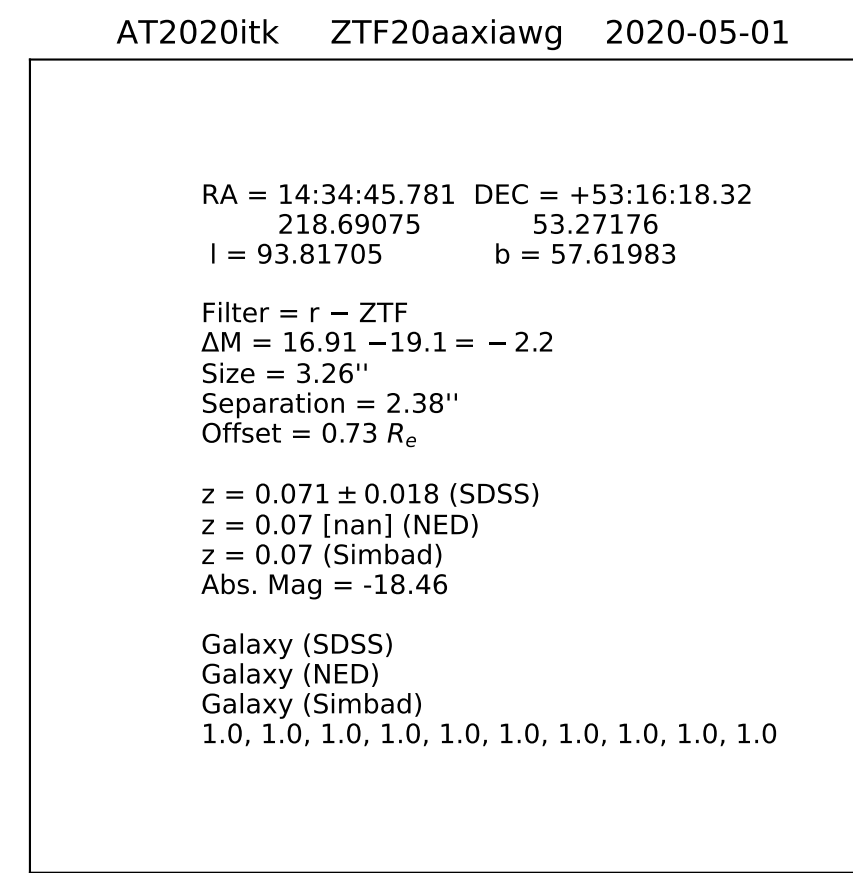 AT2020itk ZTF20aaxiawg 2020-05-01
RA = 14:34:45.781 DEC = +53:16:18.32
218.69075 53.27176
l = 93.81705 b = 57.61983
Filter = r − ZTF
ΔM = 16.91 −19.1 = − 2.2
Size = 3.26''
Separation = 2.38''
Offset = 0.73 Re
z = 0.071 ± 0.018 (SDSS)
z = 0.07 [nan] (NED)
z = 0.07 (Simbad)
Abs. Mag = -18.46
Galaxy (SDSS)
Galaxy (NED)
Galaxy (Simbad)
1.0, 1.0, 1.0, 1.0, 1.0, 1.0, 1.0, 1.0, 1.0, 1.0